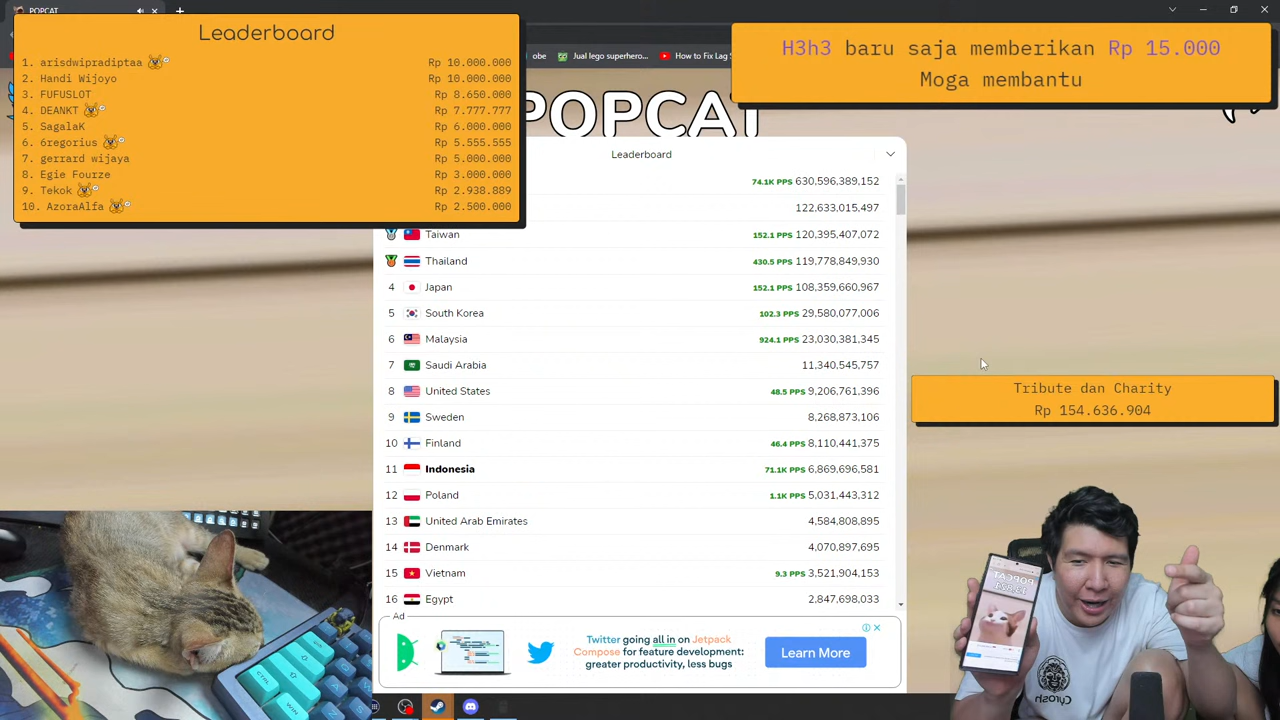 POPCAT
Leaderboard
1. arisdwipradiptaa Rp 10.000.000
2. Handi Wijoyo Rp 10.000.000
3. FUFUSLOT Rp 8.650.000
4. DEANKT Rp 7.777.777
5. SagalaK Rp 6.000.000
6. 6regorius Rp 5.555.555
7. gerrard wijaya Rp 5.000.000
8. Egie Fourze Rp 3.000.000
9. Tekok Rp 2.938.889
10. AzoraAlfa Rp 2.500.000
obe
Jual lego superhero...
How to Fix Lag
H3h3 baru saja memberikan Rp 15.000
Moga membantu
POPCAT
Leaderboard
74.1K PPS 630,596,389,152
122,633,015,497
Taiwan 152.1 PPS 120,395,407,072
Thailand 430.5 PPS 119,778,849,930
4 Japan 152.1 PPS 108,359,660,967
5 South Korea 102.3 PPS 29,580,077,006
6 Malaysia 924.1 PPS 23,030,381,345
7 Saudi Arabia 11,340,545,757
8 United States 48.5 PPS 9,206,761,396
9 Sweden 8,268,873,106
10 Finland 46.4 PPS 8,110,441,375
11 Indonesia 71.1K PPS 6,869,696,581
12 Poland 1.1K PPS 5,031,443,312
13 United Arab Emirates 4,584,808,895
14 Denmark 4,070,897,695
15 Vietnam 9.3 PPS 3,521,904,153
16 Egypt 2,847,698,033
Tribute dan Charity
Rp 154.636.904
Ad
Twitter going all in on Jetpack
Compose for feature development:
greater productivity, less bugs
Learn More
POPCAT
Cyrosh
CTRL
WIN